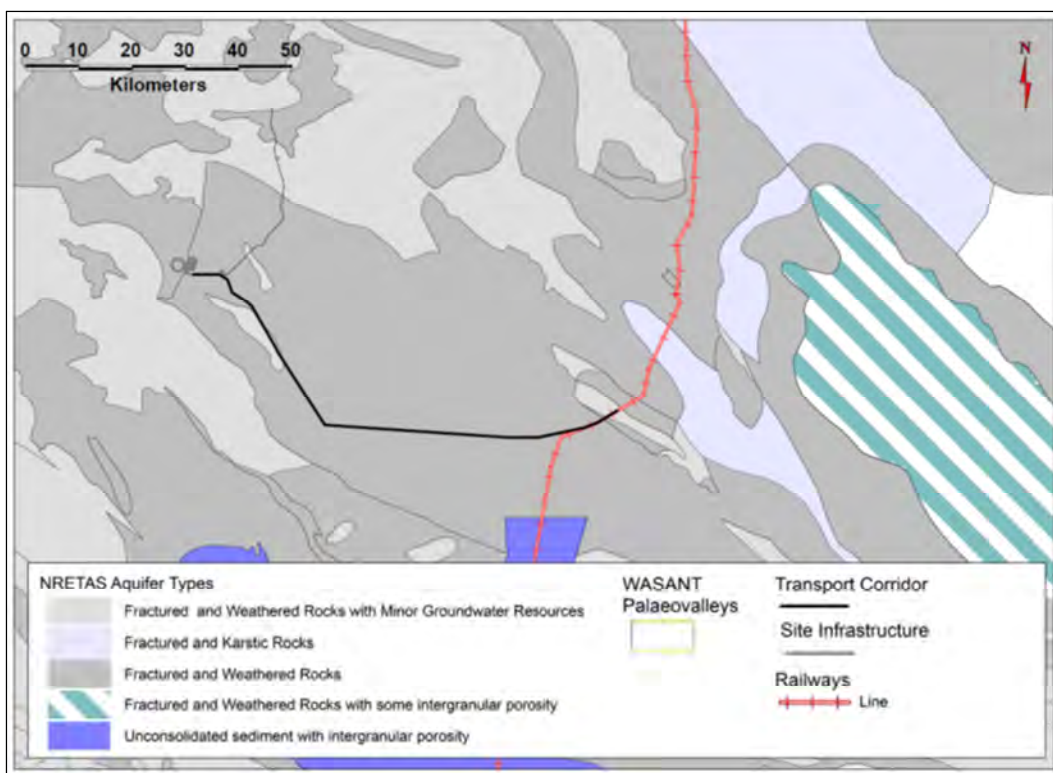 0 10 20 30 40 50
Kilometers
N
NRETAS Aquifer Types
Fractured and Weathered Rocks with Minor Groundwater Resources
Fractured and Karstic Rocks
Fractured and Weathered Rocks
Fractured and Weathered Rocks with some intergranular porosity
Unconsolidated sediment with intergranular porosity
WASANT
Palaeovalleys
Transport Corridor
Site Infrastructure
Railways
Line